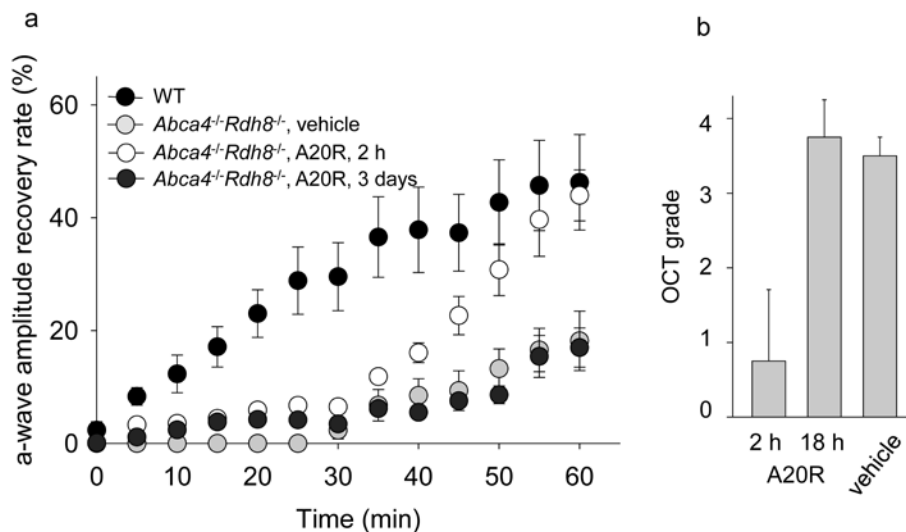 a
a-wave amplitude recovery rate (%)
60
40
20
0
WT
Abca4-/-Rdh8-/-, vehicle
Abca4-/-Rdh8-/-, A20R, 2 h
Abca4-/-Rdh8-/-, A20R, 3 days
0 10 20 30 40 50 60
Time (min)
b
OCT grade
4
3
2
1
0
2 h 18 h vehicle
A20R